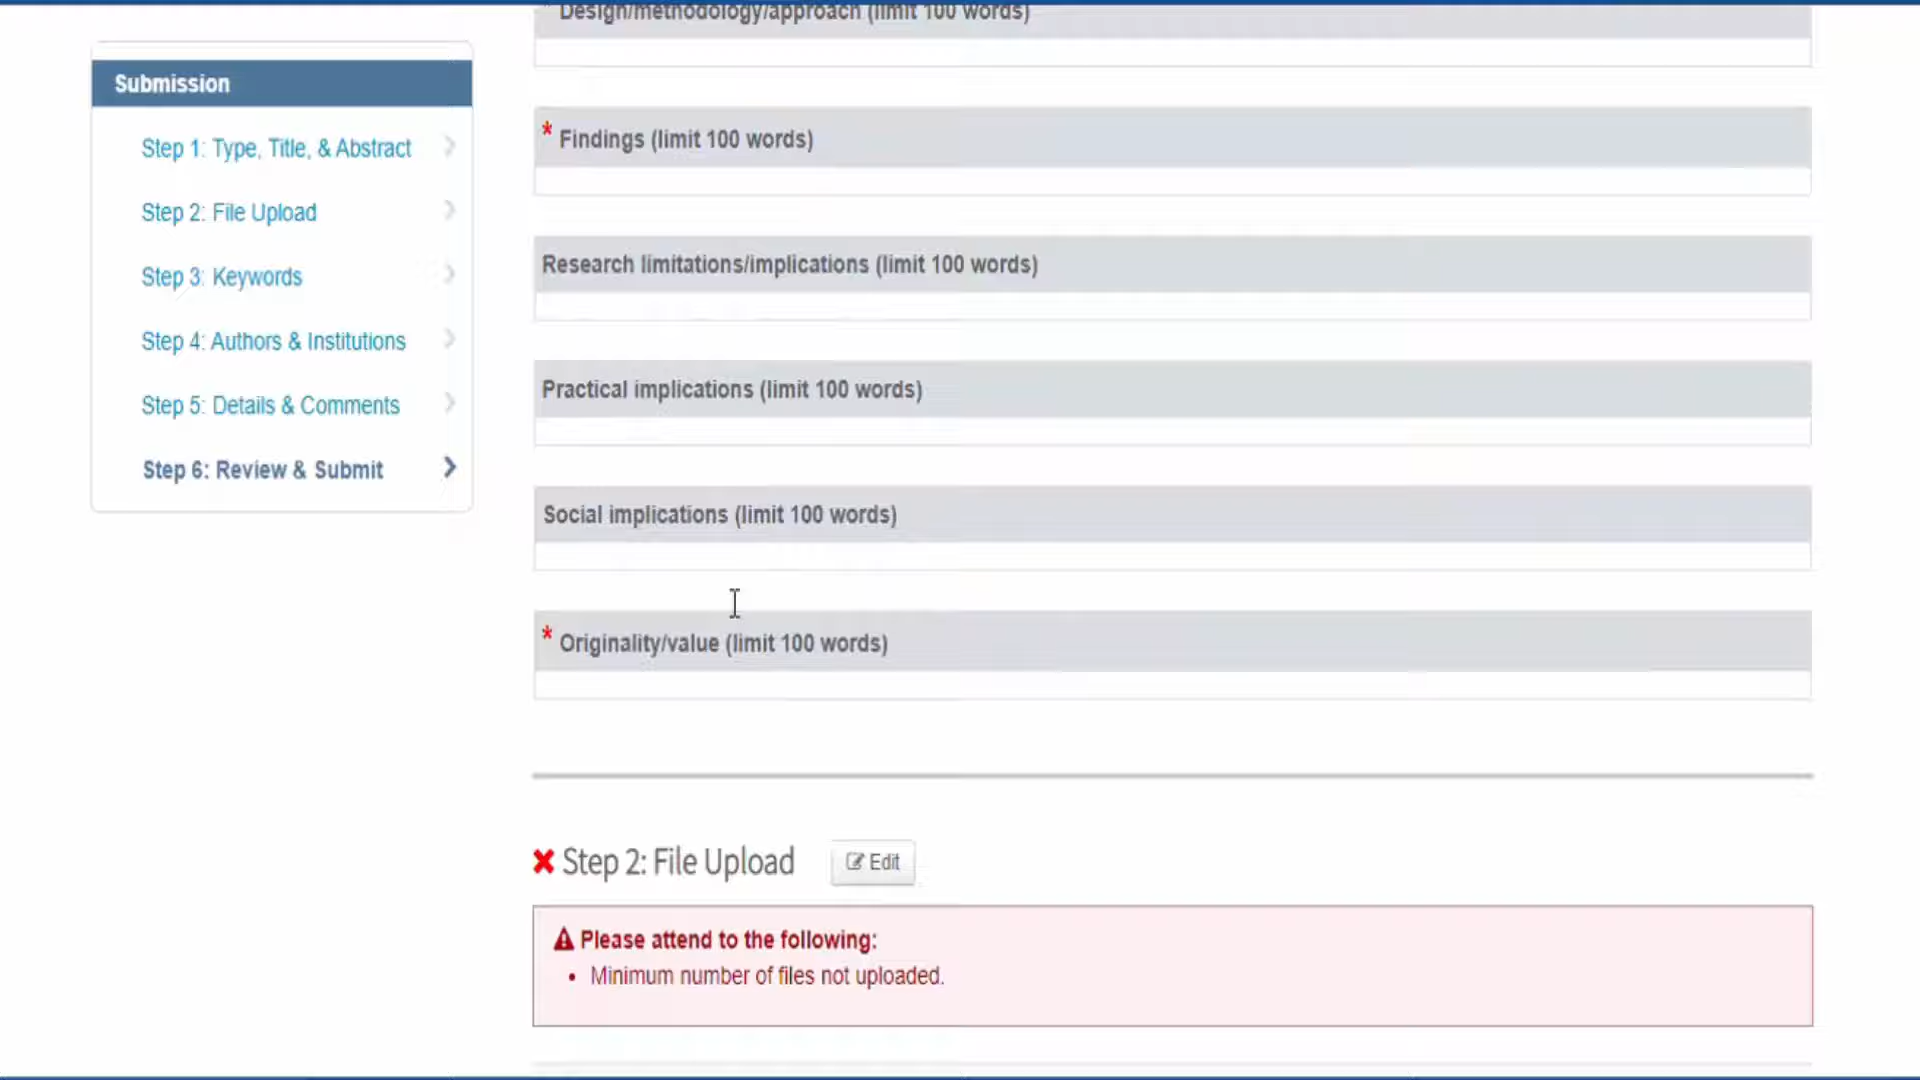 Design/methodology/approach (limit 100 words)
Submission
Step 1: Type, Title, & Abstract
Step 2: File Upload
Step 3: Keywords
Step 4: Authors & Institutions
Step 5: Details & Comments
Step 6: Review & Submit
* Findings (limit 100 words)
Research limitations/implications (limit 100 words)
Practical implications (limit 100 words)
Social implications (limit 100 words)
* Originality/value (limit 100 words)
Step 2: File Upload
Edit
Please attend to the following:
• Minimum number of files not uploaded.